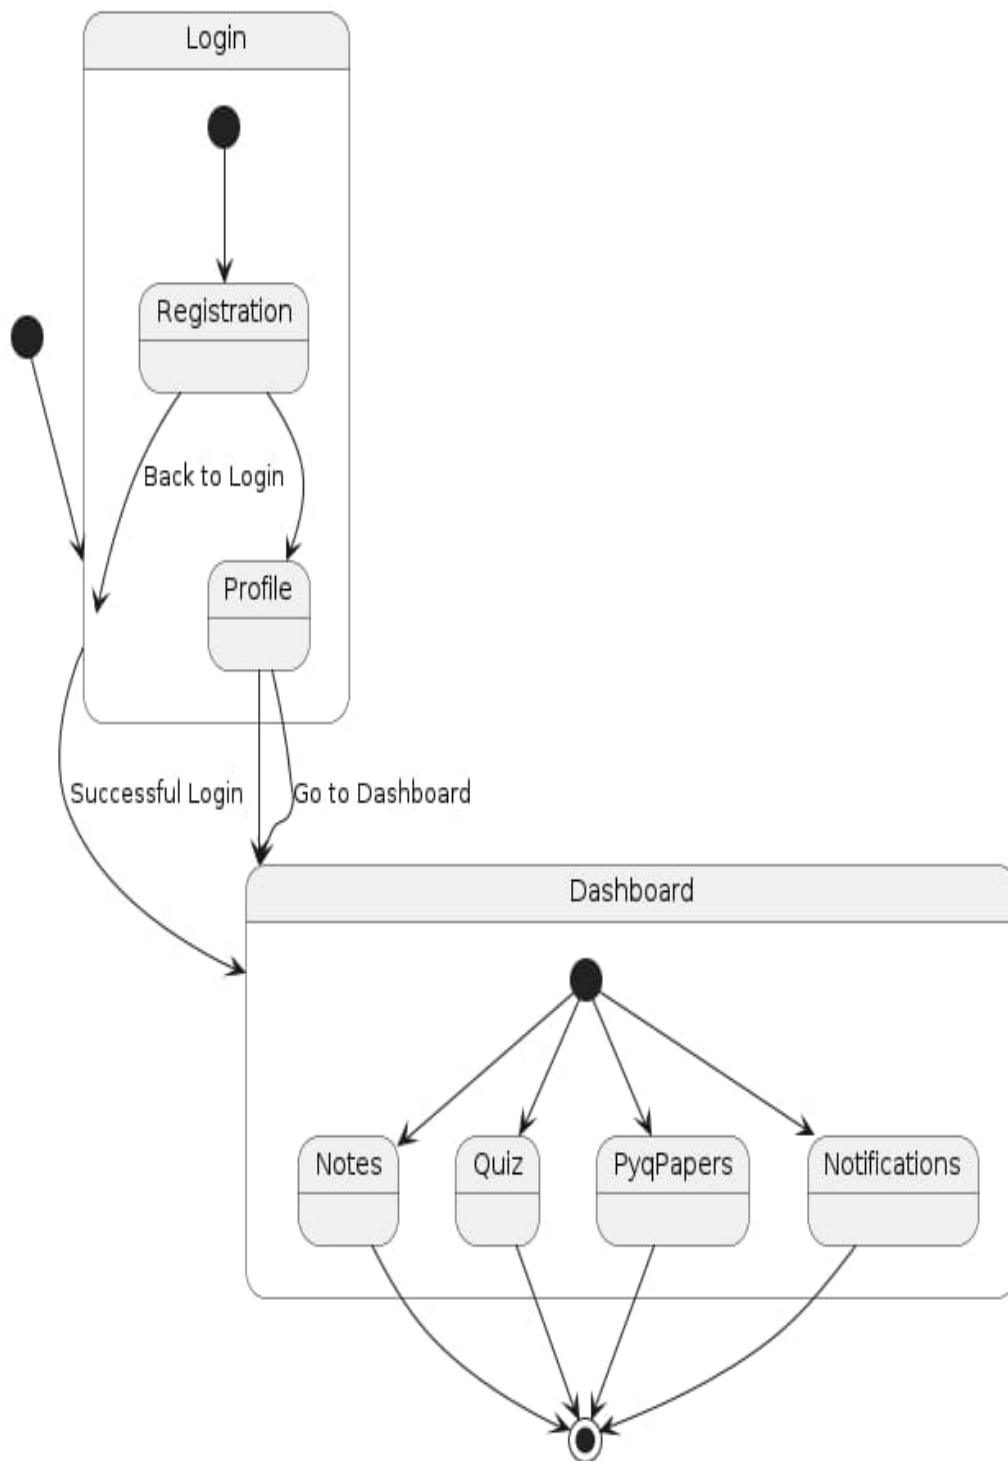 Login
Registration
Back to Login
Profile
Successful Login
Go to Dashboard
Dashboard
Notes
Quiz
PyqPapers
Notifications